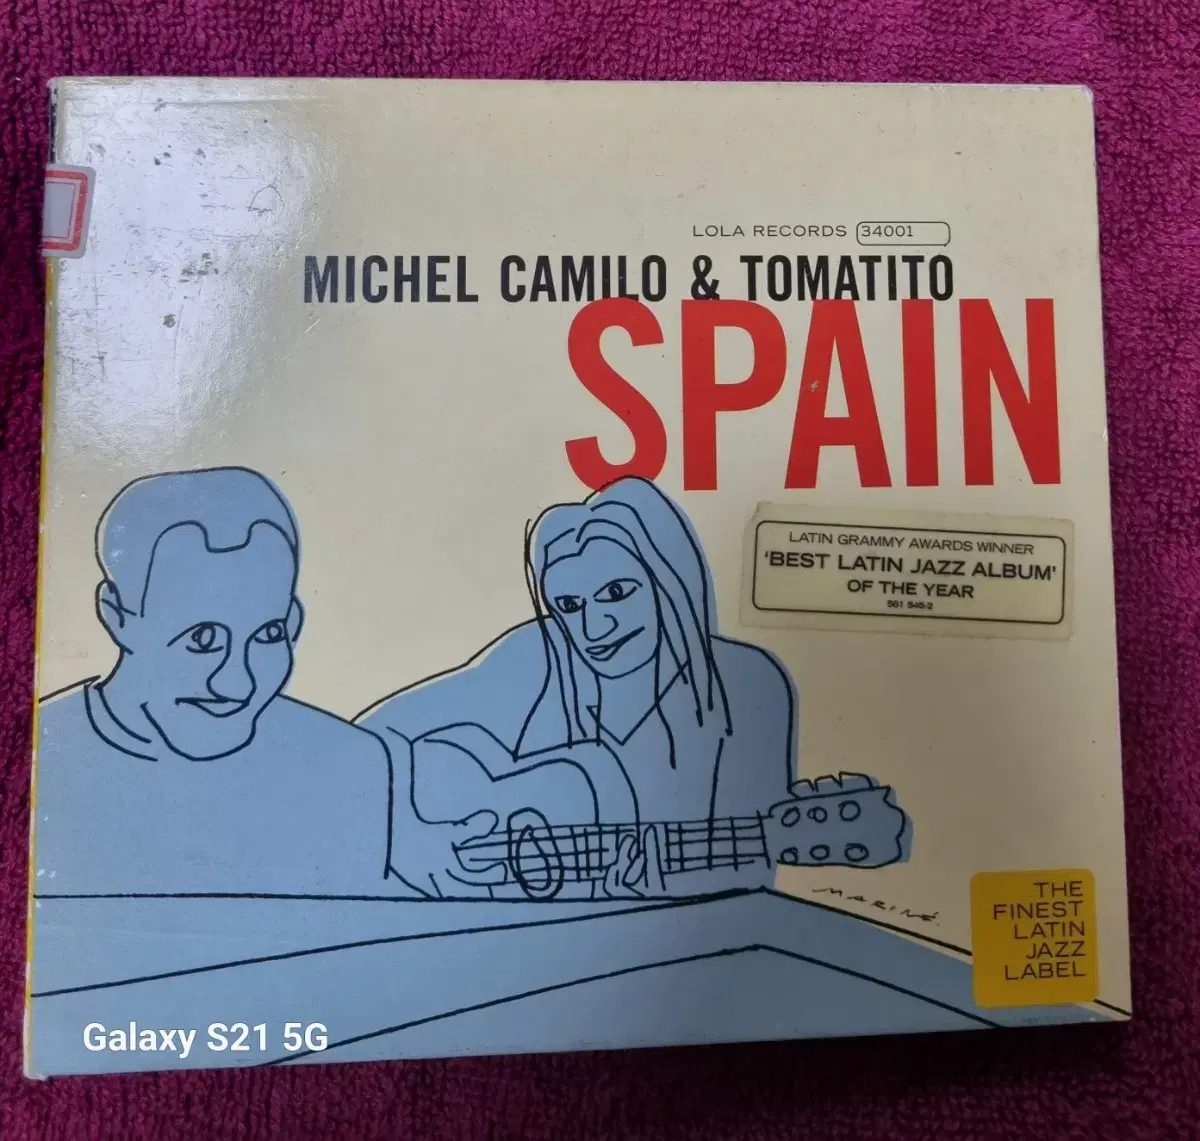 LOLA RECORDS 34001
MICHEL CAMILO & TOMATITO
SPAIN
LATIN GRAMMY AWARDS WINNER
'BEST LATIN JAZZ ALBUM'
OF THE YEAR
561 545-2
MARINÉ.
THE
FINEST
LATIN
JAZZ
LABEL
Galaxy S21 5G